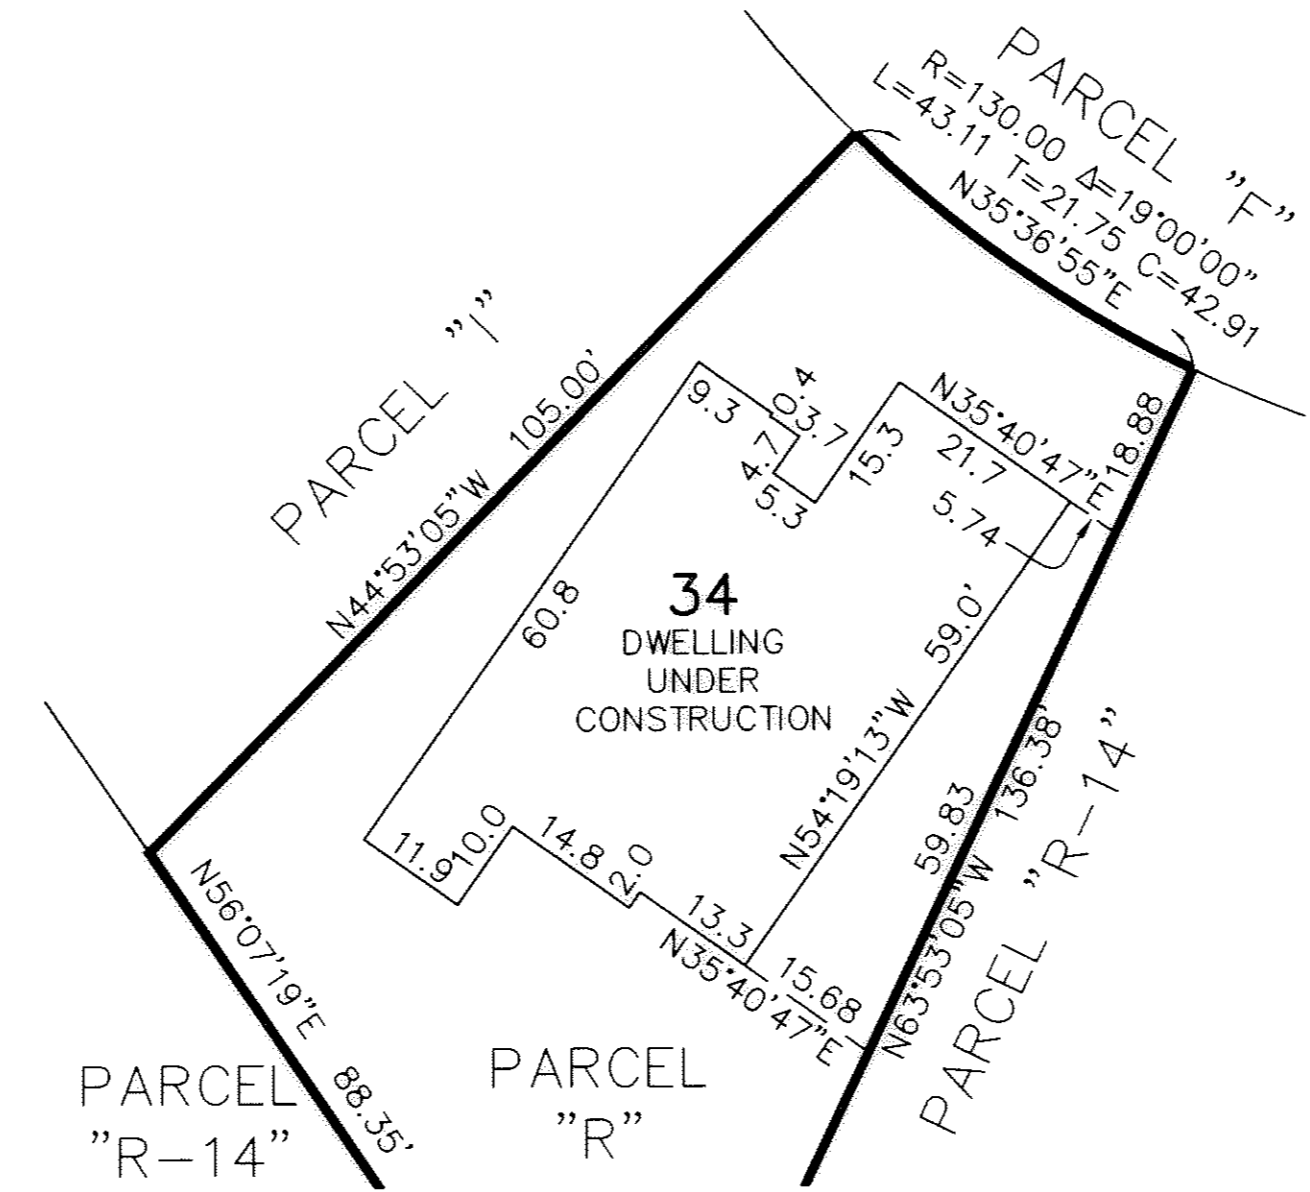 PARCEL "F"
R=130.00 Δ=19°00'00"
L=43.11 T=21.75 C=42.91
N35°36'55"E
PARCEL "I"
N44°53'05"W 105.00'
9.3
0.4
3.7
4.7
5.3
15.3
N35°40'47"E
21.7
18.88
5.74
60.8
34
DWELLING
UNDER
CONSTRUCTION
59.0'
N54°19'13"W
11.9
10.0
14.8
2.0
13.3
N35°40'47"E
15.68
59.83
N63°53'05"W 136.38'
PARCEL "R-14"
N56°07'19"E 88.35'
PARCEL
"R-14"
PARCEL
"R"